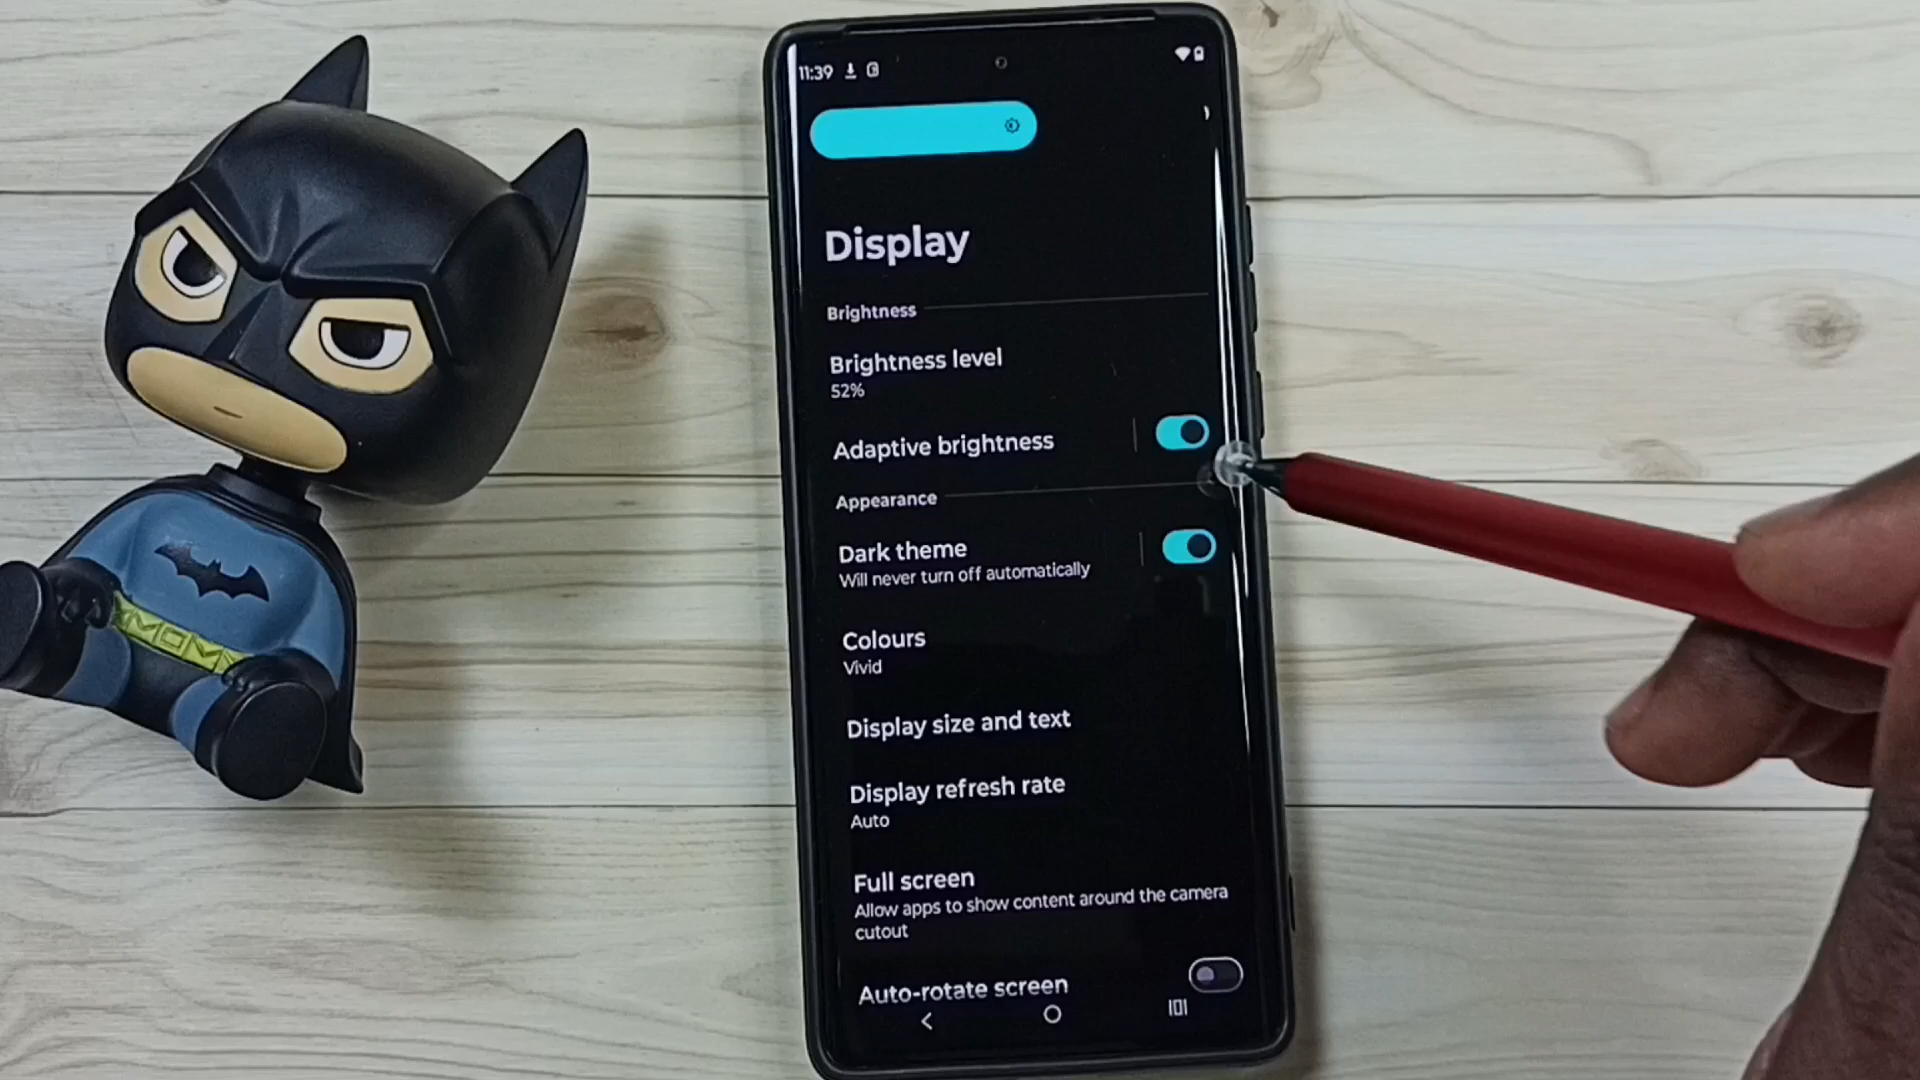 11:39
Display
Brightness
Brightness level
52%
Adaptive brightness
Appearance
Dark theme
Will never turn off automatically
Colours
Vivid
Display size and text
Display refresh rate
Auto
Full screen
Allow apps to show content around the camera
cutout
Auto-rotate screen